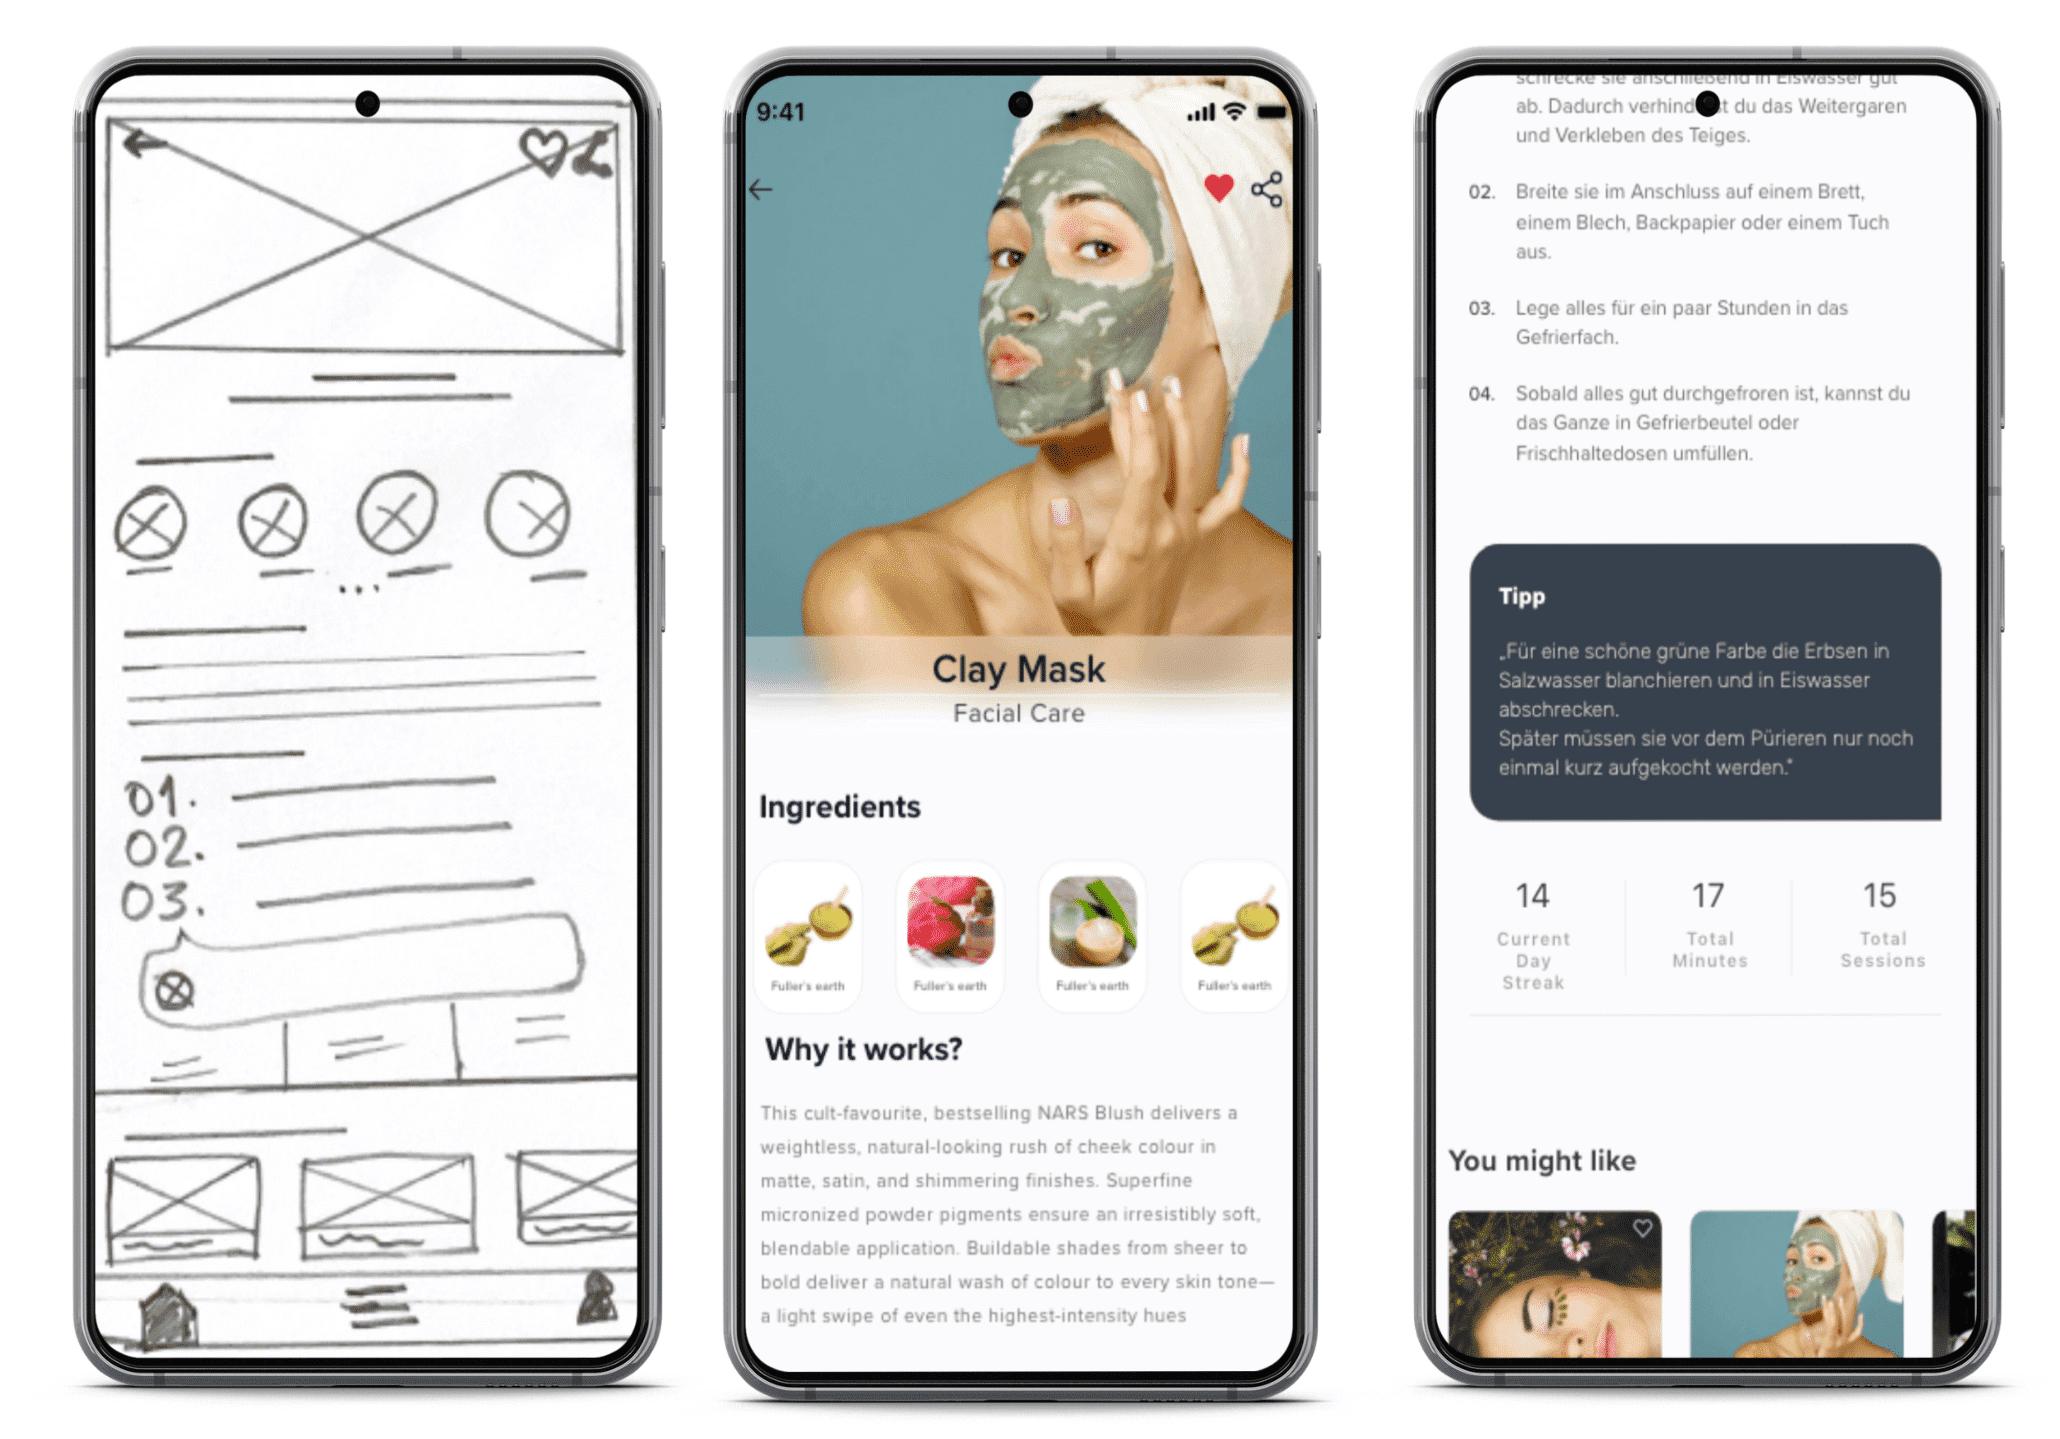 01.
02.
03.
9:41
Clay Mask
Facial Care
Ingredients
Fuller's earth
Fuller's earth
Fuller's earth
Fuller's earth
Why it works?
This cult-favourite, bestselling NARS Blush delivers a
weightless, natural-looking rush of cheek colour in
matte, satin, and shimmering finishes. Superfine
micronized powder pigments ensure an irresistibly soft,
blendable application. Buildable shades from sheer to
bold deliver a natural wash of colour to every skin tone—
a light swipe of even the highest-intensity hues
schrecke sie anschließend in Eiswasser gut
ab. Dadurch du das Weitergaren
und Verkleben des Teiges.
02. Breite sie im Anschluss auf einem Brett,
einem Blech, Backpapier oder einem Tuch
aus.
03. Lege alles für ein paar Stunden in das
Gefrierfach.
04. Sobald alles gut durchgefroren ist, kannst du
das Ganze in Gefrierbeutel oder
Frischhaltedosen umfüllen.
Tipp
„Für eine schöne grüne Farbe die Erbsen in
Salzwasser blanchieren und in Eiswasser
abschrecken.
Später müssen sie vor dem Pürieren nur noch
einmal kurz aufgekocht werden."
14
Current
Day
Streak
17
Total
Minutes
15
Total
Sessions
You might like